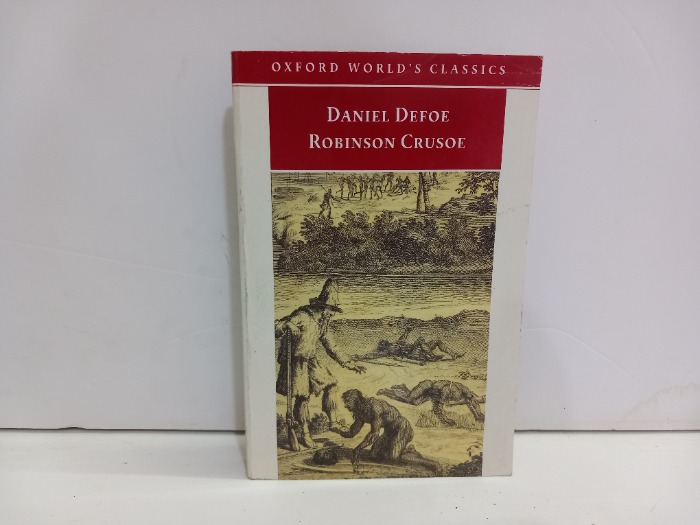 OXFORD WORLD'S CLASSICS
DANIEL DEFOE
ROBINSON CRUSOE